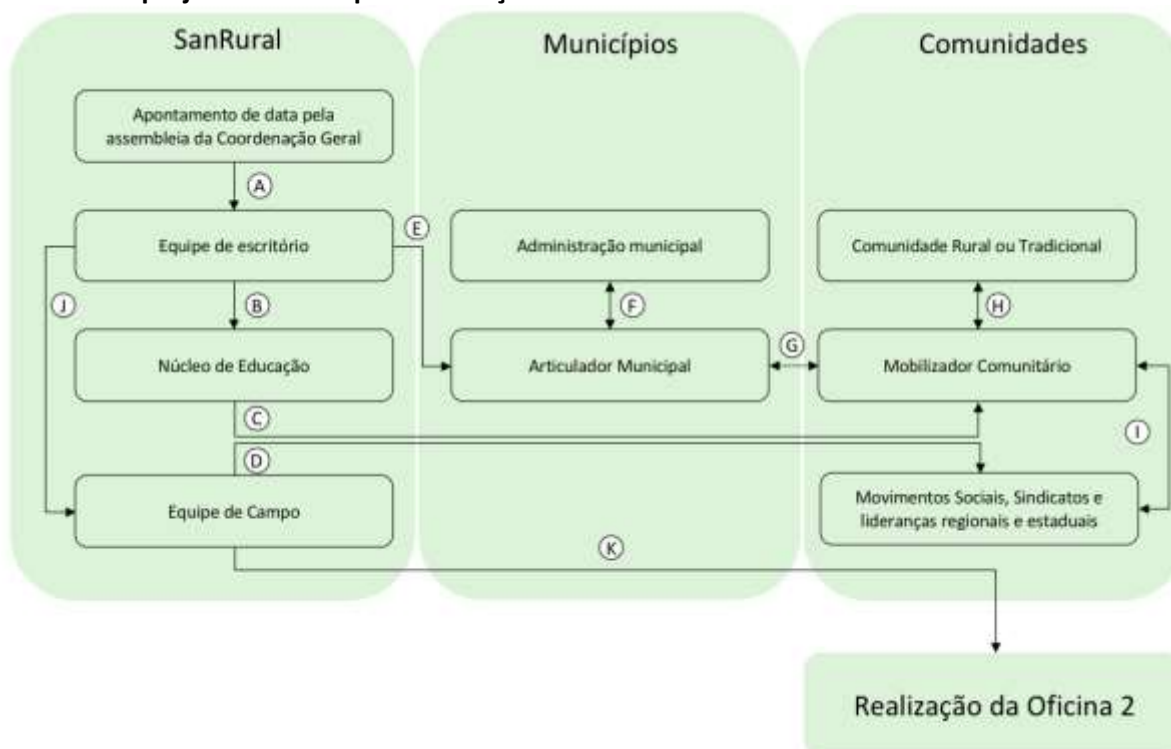 SanRural
Municípios
Comunidades
Apontamento de data pela
assembleia da Coordenação Geral
A
Equipe de escritório
E
Administração municipal
Comunidade Rural ou Tradicional
J
B
F
H
Núcleo de Educação
Articulador Municipal
G
Mobilizador Comunitário
C
I
D
Equipe de Campo
Movimentos Sociais, Sindicatos e
lideranças regionais e estaduais
K
Realização da Oficina 2